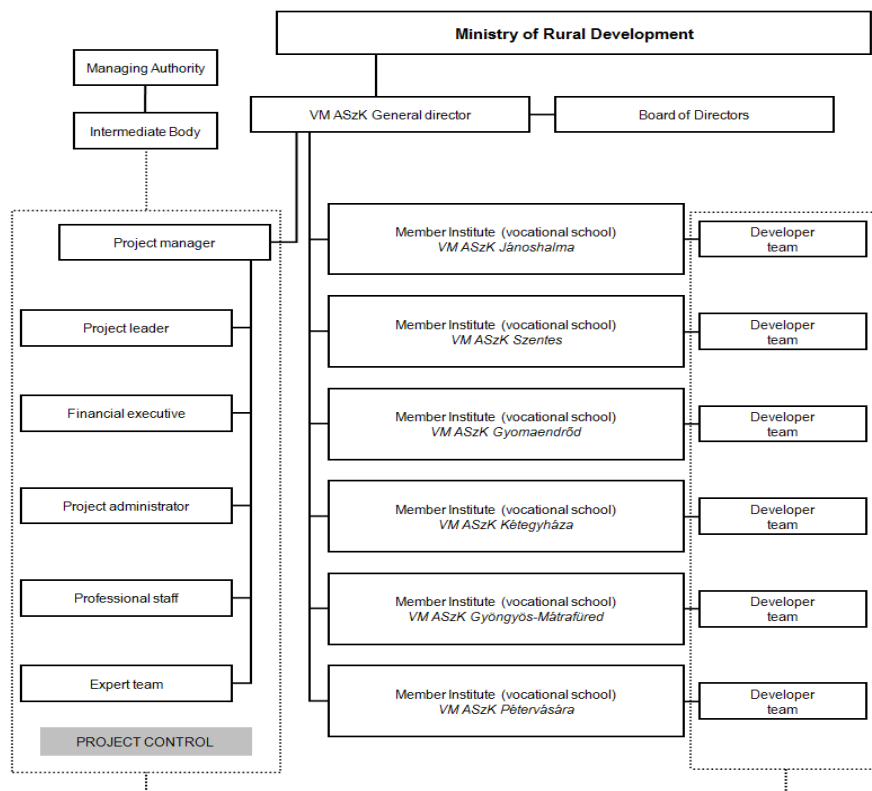 Ministry of Rural Development
Managing Authority
Intermediate Body
VM ASzK General director
Board of Directors
Project manager
Project leader
Financial executive
Project administrator
Professional staff
Expert team
PROJECT CONTROL
Member Institute (vocational school)
VM ASzK Jánoshalma
Developer
team
Member Institute (vocational school)
VM ASzK Szentes
Developer
team
Member Institute (vocational school)
VM ASzK Gyomaendrőd
Developer
team
Member Institute (vocational school)
VM ASzK Kétegyháza
Developer
team
Member Institute (vocational school)
VM ASzK Gyöngyös-Mátrafüred
Developer
team
Member Institute (vocational school)
VM ASzK Pétervására
Developer
team